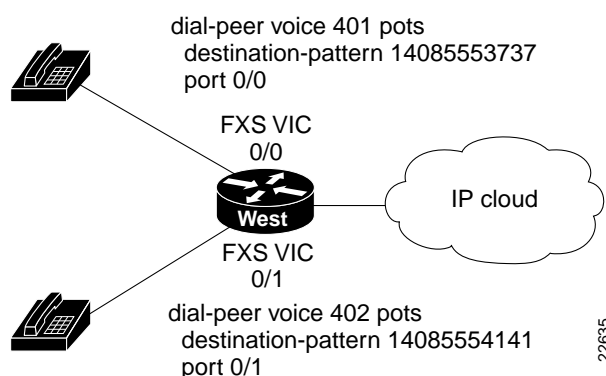 dial-peer voice 401 pots
destination-pattern 14085553737
port 0/0
FXS VIC
0/0
IP cloud
West
FXS VIC
0/1
dial-peer voice 402 pots
destination-pattern 14085554141
port 0/1
22635